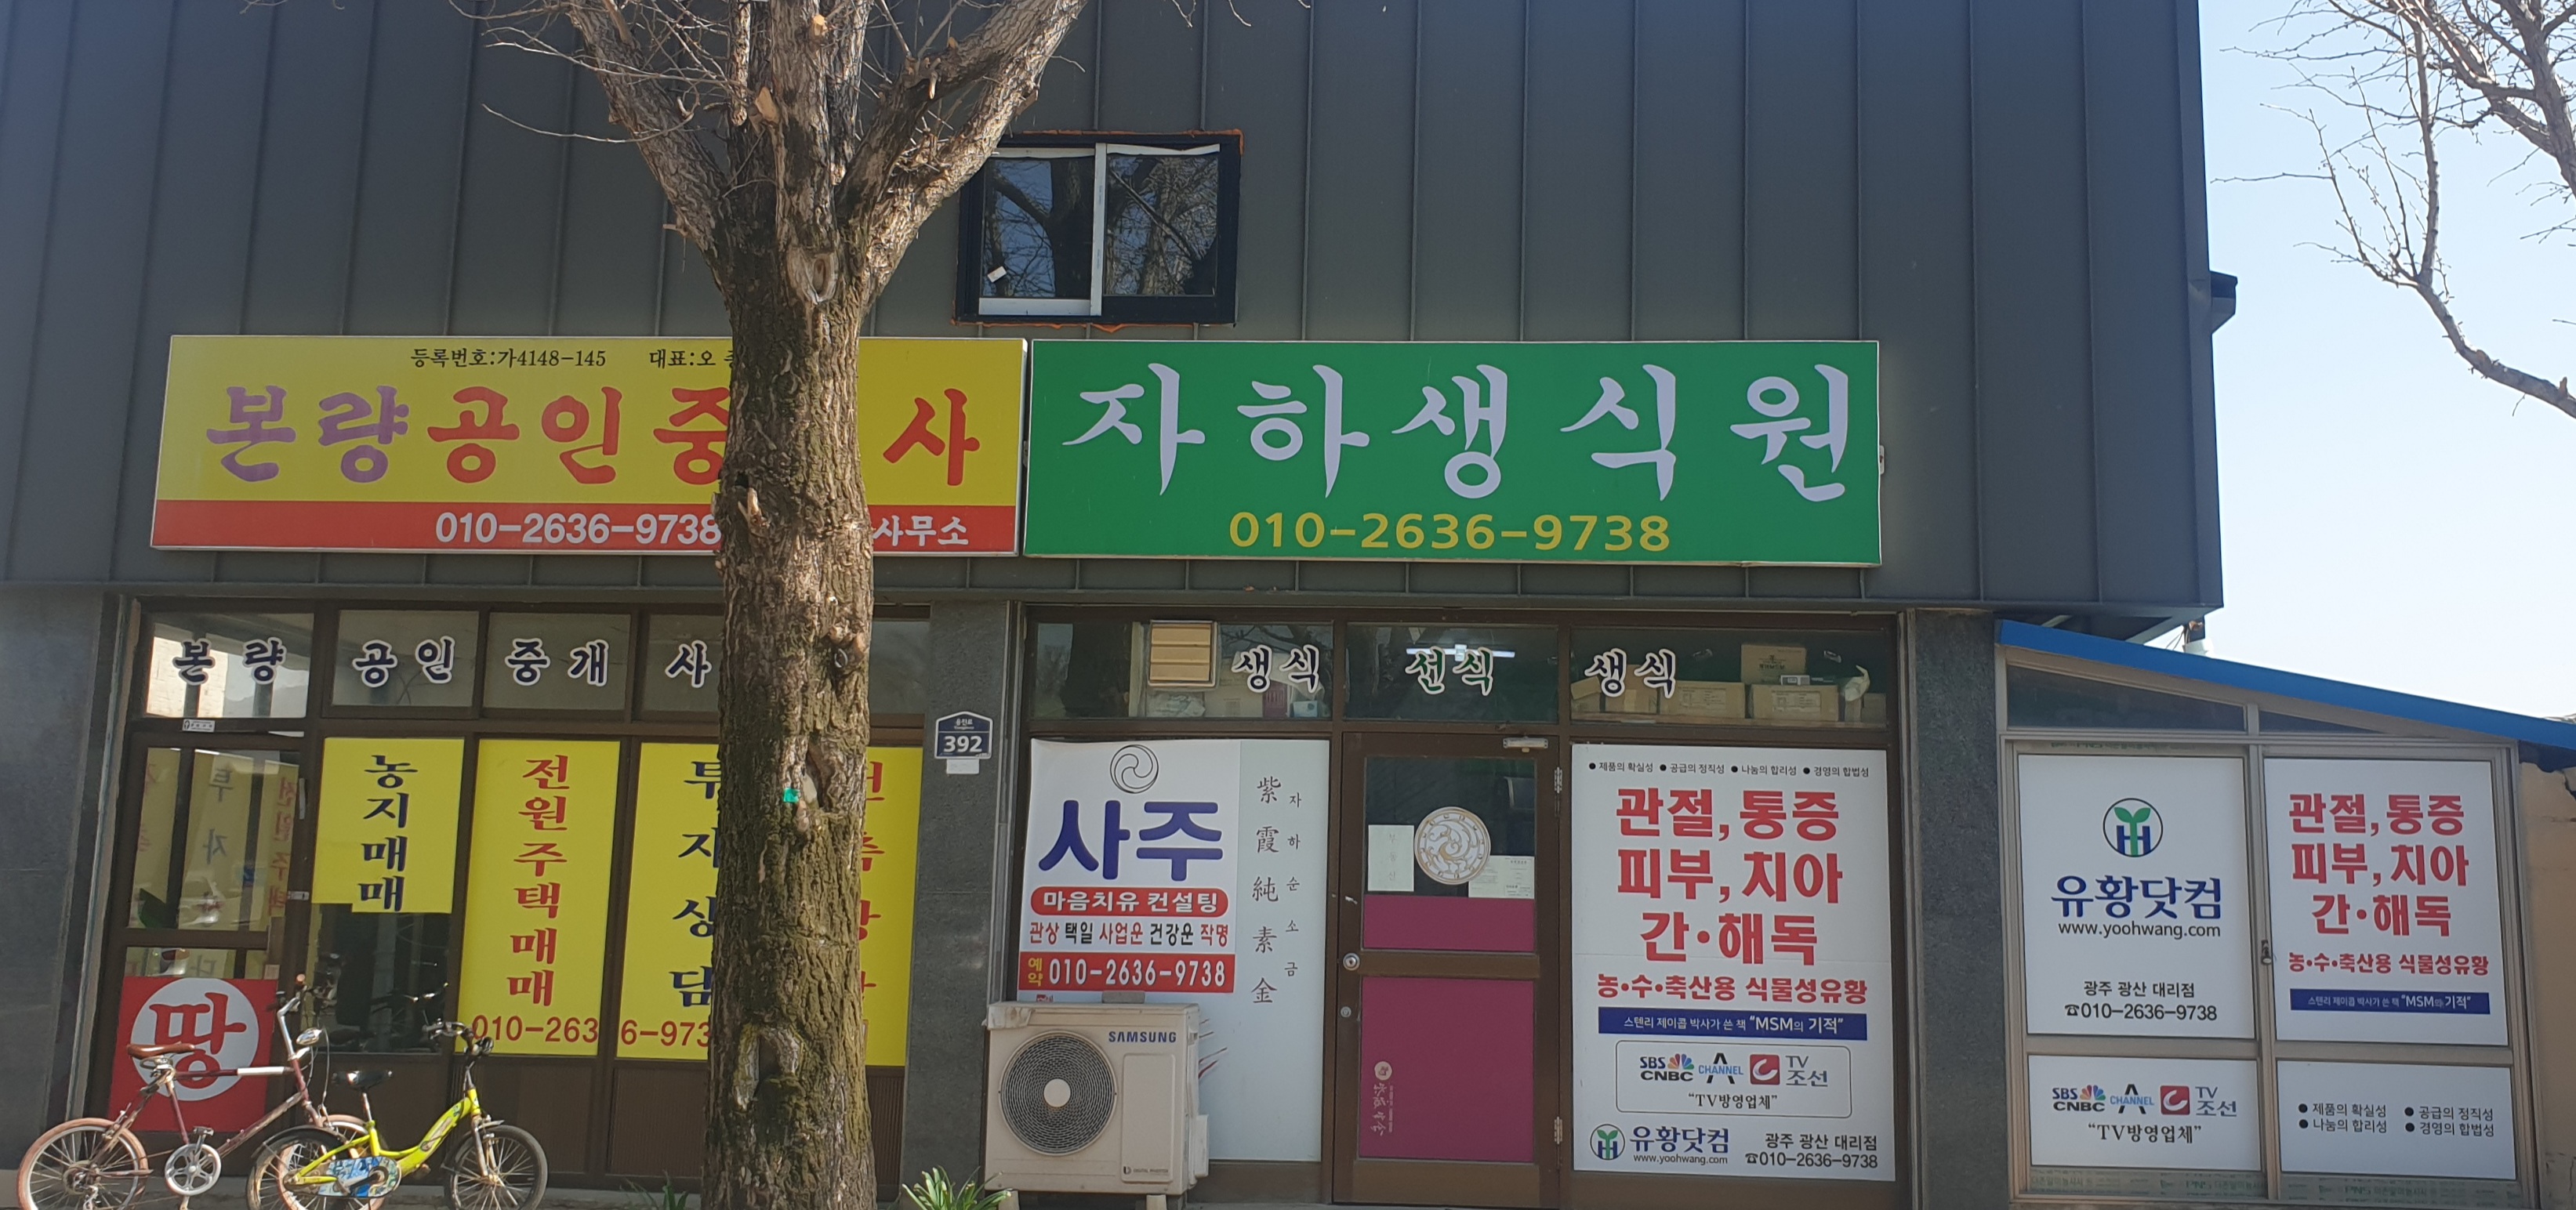 등록번호:가4148-145 대표:오
본량공인중 사
010-2636-9738 사무소
자하생식원
010-2636-9738
본량 공인 중개 사
생식 선식 생식
392
농지매매
전원주택매매
010-263 6-973
투자상담
땅
사주
마음치유 컨설팅
관상 택일 사업운 건강운 작명
예약 010-2636-9738
紫霞純素金
자하순소금
SAMSUNG
DIGITAL INVERTER
● 제품의 확실성 ● 공급의 정직성 ● 나눔의 합리성 ● 경영의 합법성
관절, 통증
피부, 치아
간·해독
농·수·축산용 식물성유황
스텐리 제이콥 박사가 쓴 책 "MSM의 기적"
SBS CNBC CHANNEL A TV조선
"TV방영업체"
유황닷컴
www.yoohwang.com
광주 광산 대리점
☎010-2636-9738
유황닷컴
www.yoohwang.com
광주 광산 대리점
☎010-2636-9738
관절, 통증
피부, 치아
간·해독
농·수·축산용 식물성유황
스텐리 제이콥 박사가 쓴 책 "MSM의 기적"
SBS CNBC CHANNEL A TV조선
"TV방영업체"
● 제품의 확실성 ● 공급의 정직성
● 나눔의 합리성 ● 경영의 합법성